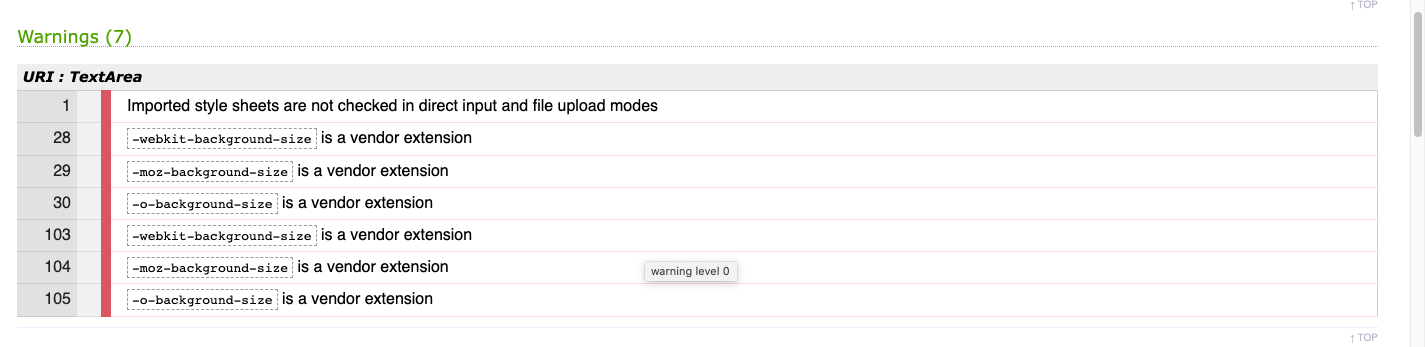 ↑ TOP
Warnings (7)
URI : TextArea
1 Imported style sheets are not checked in direct input and file upload modes
28 -webkit-background-size is a vendor extension
29 -moz-background-size is a vendor extension
30 -o-background-size is a vendor extension
103 -webkit-background-size is a vendor extension
104 -moz-background-size is a vendor extension
warning level 0
105 -o-background-size is a vendor extension
↑ TOP